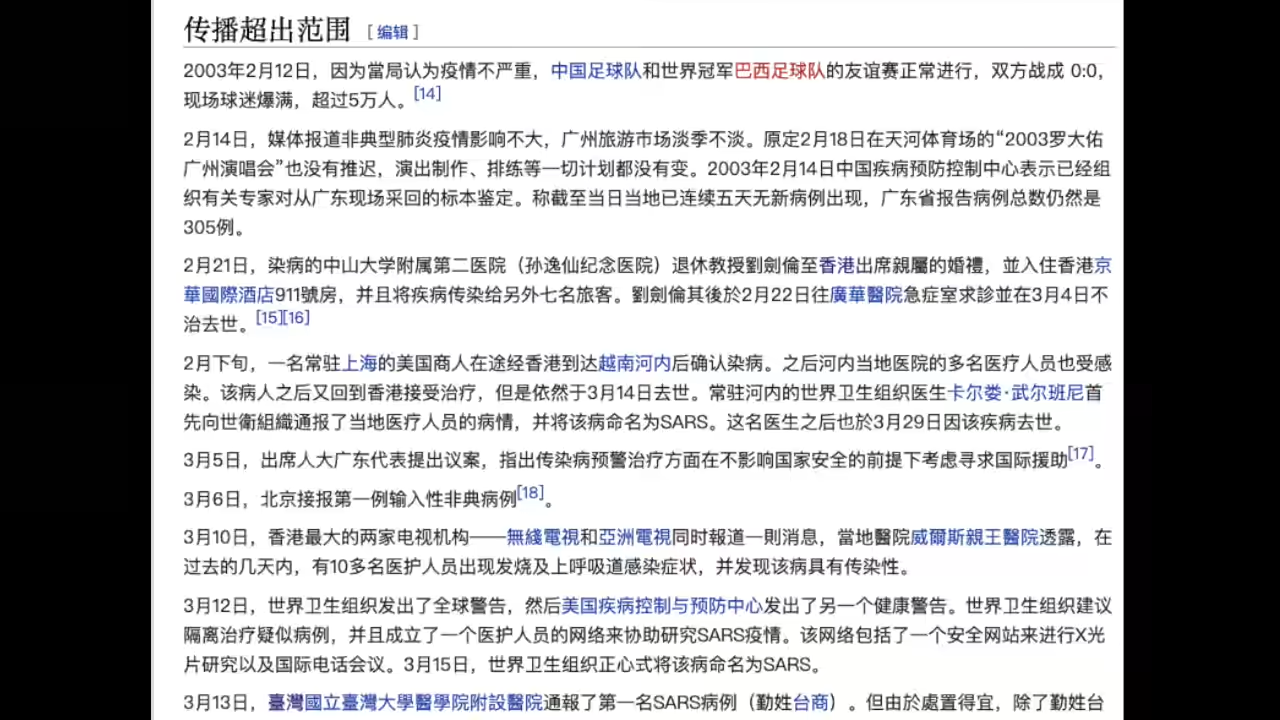 传播超出范围 [编辑]
2003年2月12日，因为當局认为疫情不严重，中国足球队和世界冠军巴西足球队的友谊赛正常进行，双方战成 0:0，
现场球迷爆满，超过5万人。[14]
2月14日，媒体报道非典型肺炎疫情影响不大，广州旅游市场淡季不淡。原定2月18日在天河体育场的“2003罗大佑
广州演唱会”也没有推迟，演出制作、排练等一切计划都没有变。2003年2月14日中国疾病预防控制中心表示已经组
织有关专家对从广东现场采回的标本鉴定。称截至当日当地已连续五天无新病例出现，广东省报告病例总数仍然是
305例。
2月21日，染病的中山大学附属第二医院（孙逸仙纪念医院）退休教授劉劍倫至香港出席親屬的婚禮，並入住香港京
華國際酒店911號房，并且将疾病传染给另外七名旅客。劉劍倫其後於2月22日往廣華醫院急症室求診並在3月4日不
治去世。[15][16]
2月下旬，一名常驻上海的美国商人在途经香港到达越南河内后确认染病。之后河内当地医院的多名医疗人员也受感
染。该病人之后又回到香港接受治疗，但是依然于3月14日去世。常驻河内的世界卫生组织医生卡尔娄·武尔班尼首
先向世衛組織通报了当地医疗人员的病情，并将该病命名为SARS。这名医生之后也於3月29日因该疾病去世。
3月5日，出席人大广东代表提出议案，指出传染病预警治疗方面在不影响国家安全的前提下考虑寻求国际援助[17]。
3月6日，北京接报第一例输入性非典病例[18]。
3月10日，香港最大的两家电视机构——無綫電視和亞洲電視同时報道一則消息，當地醫院威爾斯親王醫院透露，在
过去的几天内，有10多名医护人员出现发烧及上呼吸道感染症状，并发现该病具有传染性。
3月12日，世界卫生组织发出了全球警告，然后美国疾病控制与预防中心发出了另一个健康警告。世界卫生组织建议
隔离治疗疑似病例，并且成立了一个医护人员的网络来协助研究SARS疫情。该网络包括了一个安全网站来进行X光
片研究以及国际电话会议。3月15日，世界卫生组织正心式将该病命名为SARS。
3月13日，臺灣國立臺灣大學醫學院附設醫院通報了第一名SARS病例（勤姓台商）。但由於處置得宜，除了勤姓台